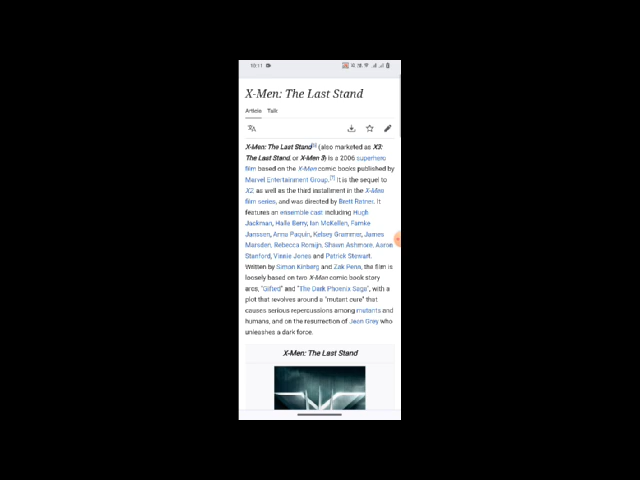 10:11
X-Men: The Last Stand
Article Talk
X-Men: The Last Stand (also marketed as X3:
The Last Stand, or X-Men 3) is a 2006 superhero
film based on the X-Men comic books published by
Marvel Entertainment Group.[7] It is the sequel to
X2, as well as the third installment in the X-Men
film series, and was directed by Brett Ratner. It
features an ensemble cast including Hugh
Jackman, Halle Berry, Ian McKellen, Famke
Janssen, Anna Paquin, Kelsey Grammer, James
Marsden, Rebecca Romijn, Shawn Ashmore, Aaron
Stanford, Vinnie Jones and Patrick Stewart.
Written by Simon Kinberg and Zak Penn, the film is
loosely based on two X-Men comic book story
arcs, "Gifted" and "The Dark Phoenix Saga", with a
plot that revolves around a "mutant cure" that
causes serious repercussions among mutants and
humans, and on the resurrection of Jean Grey who
unleashes a dark force.
X-Men: The Last Stand